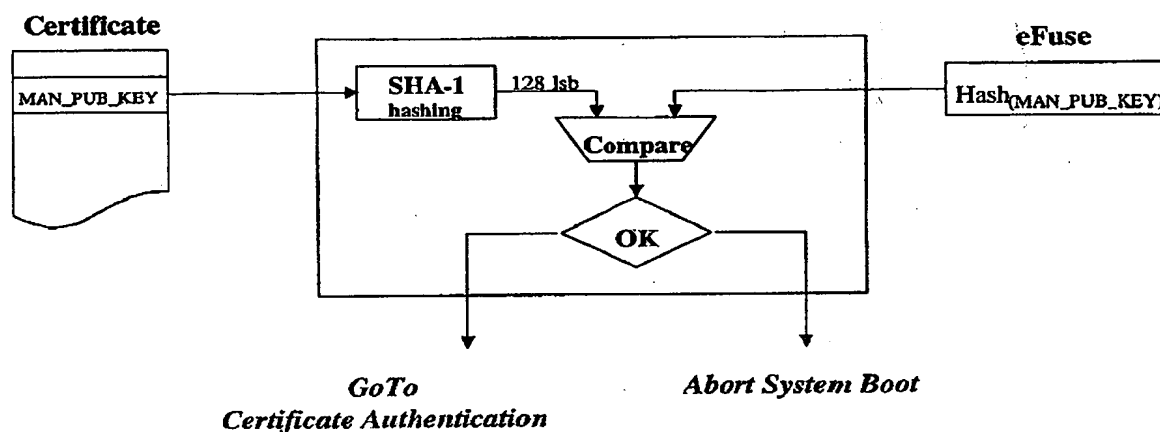 Certificate
eFuse
MAN_PUB_KEY
SHA-1
hashing
128 lsb
Hash(MAN_PUB_KEY)
Compare
OK
GoTo
Certificate Authentication
Abort System Boot